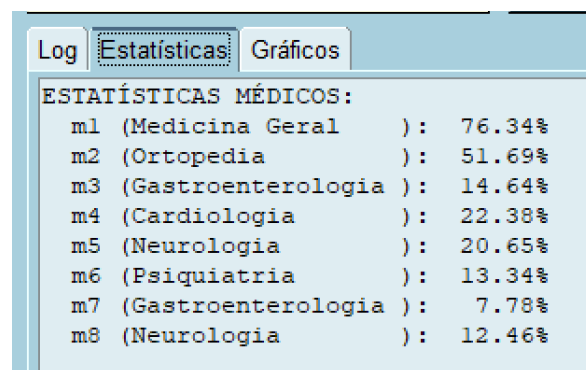 Log Estatísticas Gráficos
ESTATÍSTICAS MÉDICOS:
m1 (Medicina Geral ): 76.34%
m2 (Ortopedia ): 51.69%
m3 (Gastroenterologia ): 14.64%
m4 (Cardiologia ): 22.38%
m5 (Neurologia ): 20.65%
m6 (Psiquiatria ): 13.34%
m7 (Gastroenterologia ): 7.78%
m8 (Neurologia ): 12.46%